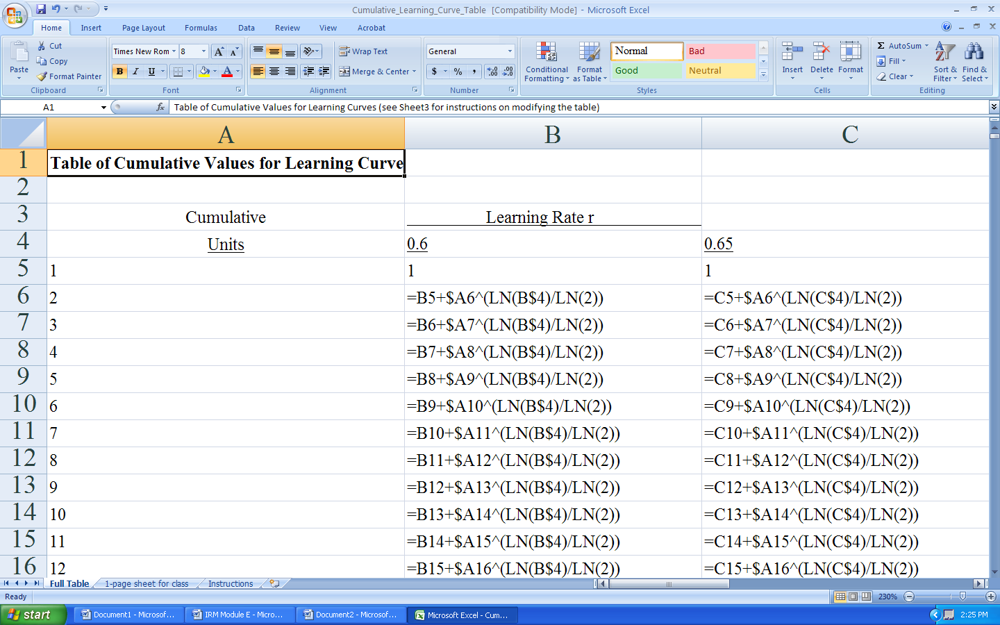 Cumulative_Learning_Curve_Table [Compatibility Mode] - Microsoft Excel
Home Insert Page Layout Formulas Data Review View Acrobat
Paste Cut Copy Format Painter Clipboard
Times New Rom 8 B I U A A A Font
Wrap Text Merge & Center Alignment
General $ % , .00 Number
Conditional Formatting Format as Table Normal Bad Good Neutral Styles
Insert Delete Format Cells
Σ AutoSum Fill Clear Sort & Filter Find & Select Editing
A1 fx Table of Cumulative Values for Learning Curves (see Sheet3 for instructions on modifying the table)
A B C
1 Table of Cumulative Values for Learning Curve
2
3 Cumulative Learning Rate r
4 Units 0.6 0.65
5 1 1 1
6 2 =B5+$A6^(LN(B$4)/LN(2)) =C5+$A6^(LN(C$4)/LN(2))
7 3 =B6+$A7^(LN(B$4)/LN(2)) =C6+$A7^(LN(C$4)/LN(2))
8 4 =B7+$A8^(LN(B$4)/LN(2)) =C7+$A8^(LN(C$4)/LN(2))
9 5 =B8+$A9^(LN(B$4)/LN(2)) =C8+$A9^(LN(C$4)/LN(2))
10 6 =B9+$A10^(LN(B$4)/LN(2)) =C9+$A10^(LN(C$4)/LN(2))
11 7 =B10+$A11^(LN(B$4)/LN(2)) =C10+$A11^(LN(C$4)/LN(2))
12 8 =B11+$A12^(LN(B$4)/LN(2)) =C11+$A12^(LN(C$4)/LN(2))
13 9 =B12+$A13^(LN(B$4)/LN(2)) =C12+$A13^(LN(C$4)/LN(2))
14 10 =B13+$A14^(LN(B$4)/LN(2)) =C13+$A14^(LN(C$4)/LN(2))
15 11 =B14+$A15^(LN(B$4)/LN(2)) =C14+$A15^(LN(C$4)/LN(2))
16 12 =B15+$A16^(LN(B$4)/LN(2)) =C15+$A16^(LN(C$4)/LN(2))
Full Table 1-page sheet for class Instructions
Ready 230%
start Document1 - Microsof... IRM Module E - Micro... Document2 - Microsof... Microsoft Excel - Cum... 2:25 PM